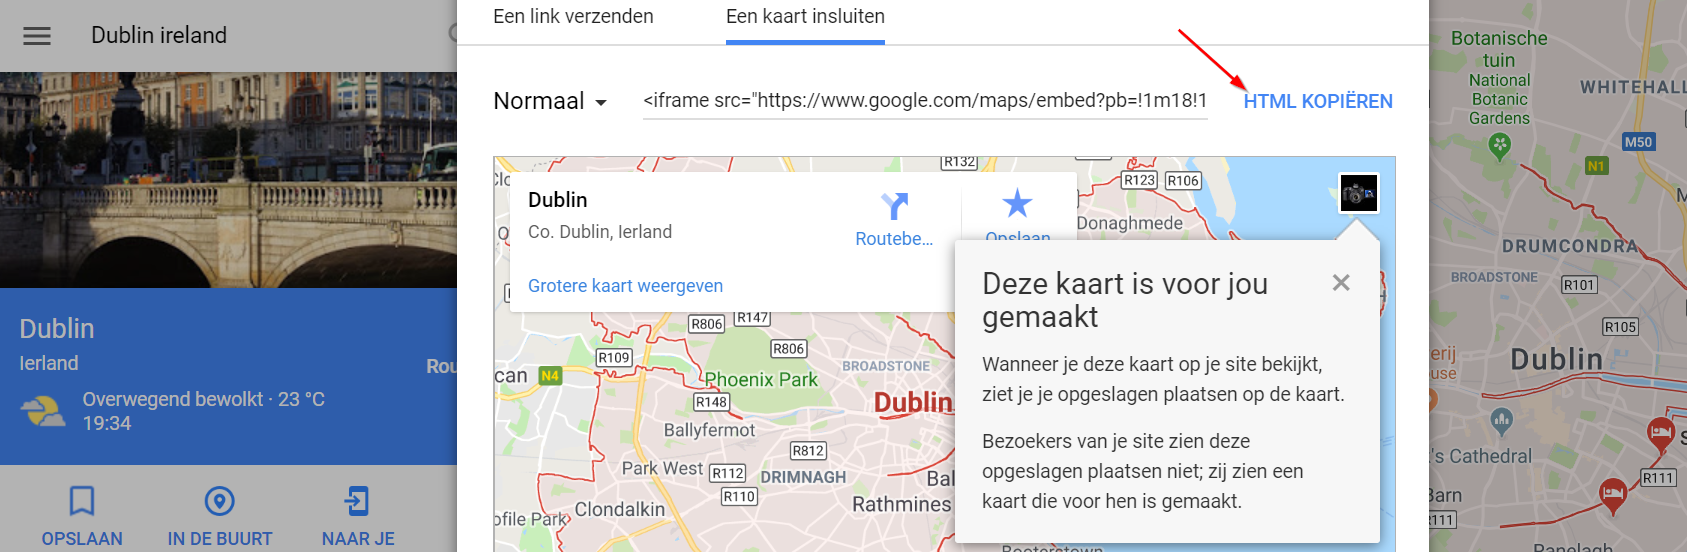 Dublin ireland
Dublin
Ierland
Rou
Overwegend bewolkt · 23 °C
19:34
OPSLAAN
IN DE BUURT
NAAR JE
Een link verzenden
Een kaart insluiten
Normaal
<iframe src="https://www.google.com/maps/embed?pb=!1m18!1
HTML KOPIËREN
Dublin
Co. Dublin, Ierland
Routebe...
Opslaan
Grotere kaart weergeven
Deze kaart is voor jou
gemaakt
Wanneer je deze kaart op je site bekijkt,
ziet je je opgeslagen plaatsen op de kaart.
Bezoekers van je site zien deze
opgeslagen plaatsen niet; zij zien een
kaart die voor hen is gemaakt.
R132
R123
R106
Donaghmede
R806
R147
R109
R806
can
N4
Phoenix Park
BROADSTONE
R148
Dublin
Ballyfermot
R812
Park West
R112
DRIMNAGH
Bal
R110
Rathmines
ofile Park
Clondalkin
Booterstown
Botanische
tuin
National
Botanic
Gardens
WHITEHALL
M50
N1
DRUMCONDRA
BROADSTONE
R101
R105
erij
Dublin
use
's Cathedral
S
R111
Barn
111
Ranelagh